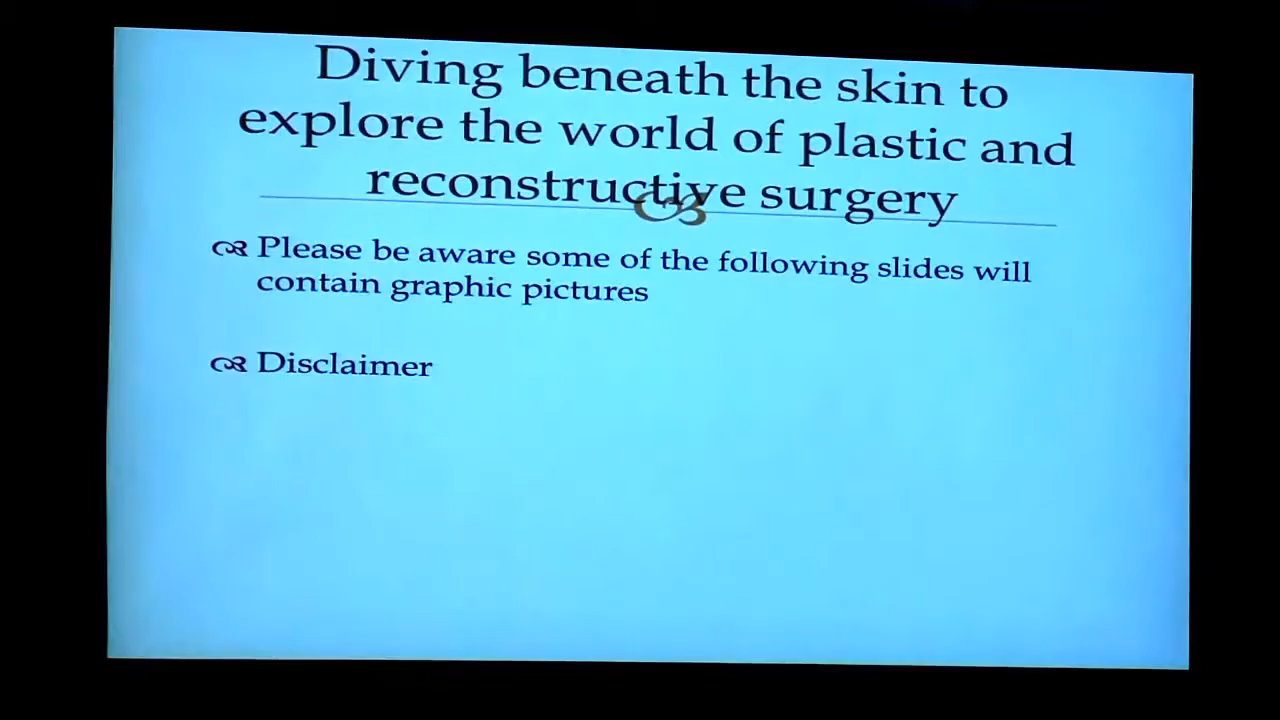 Diving beneath the skin to
explore the world of plastic and
reconstructive surgery
Please be aware some of the following slides will
contain graphic pictures
Disclaimer